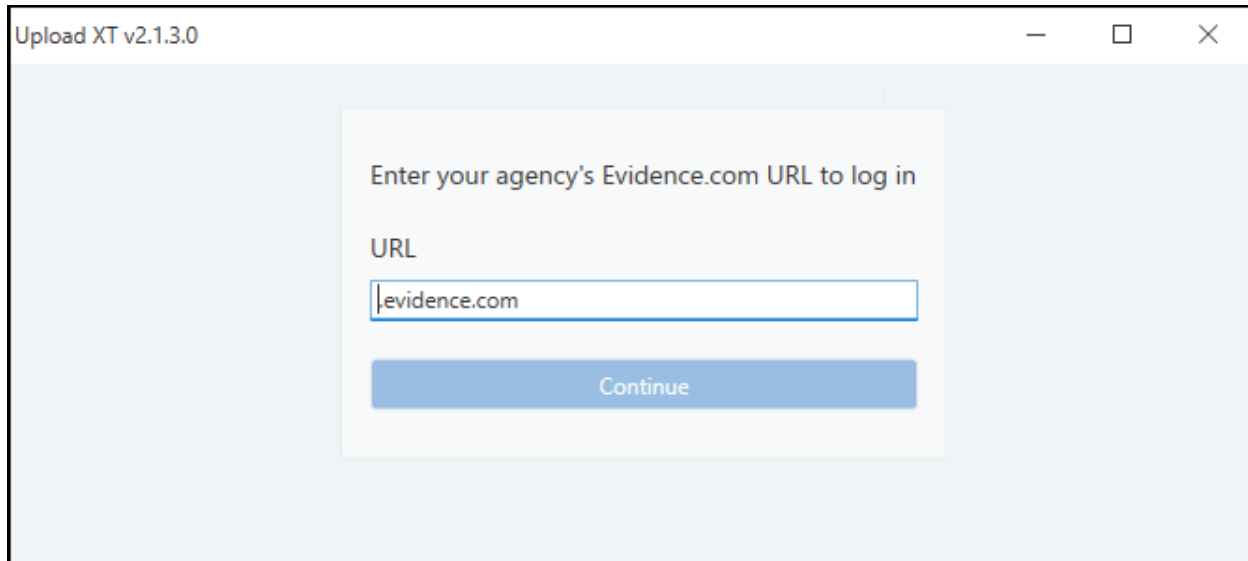 Upload XT v2.1.3.0
Enter your agency's Evidence.com URL to log in
URL
.evidence.com
Continue